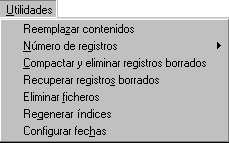 Utilidades
Reemplazar contenidos
Número de registros
Compactar y eliminar registros borrados
Recuperar registros borrados
Eliminar ficheros
Regenerar índices
Configurar fechas